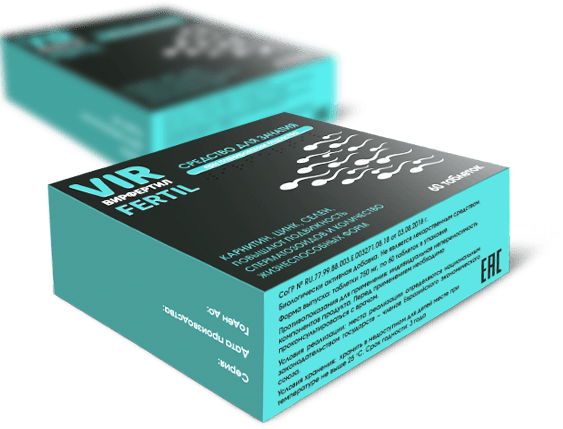 VIR
ВИРФЕРТИЛ
FERTIL
СРЕДСТВО ДЛЯ ЗАЧАТИЯ
КАРНИТИН, ЦИНК, СЕЛЕН,
ПОВЫШАЮТ ПОДВИЖНОСТЬ
СПЕРМАТОЗОИДОВ И КОЛИЧЕСТВО
ЖИЗНЕСПОСОБНЫХ ФОРМ
60 таблеток
СоГР № RU.77.99.88.003.Е.003271.08.18 от 03.08.2018 г.
Биологически активная добавка. Не является лекарственным средством.
Форма выпуска: таблетки 750 мг, по 60 таблеток в упаковке
Противопоказания для применения: индивидуальная непереносимость
компонентов продукта. Перед применением необходимо
проконсультироваться с врачом.
Условия реализации: места реализации определяются национальным
законодательством государств – членов Евразийского экономического
союза.
Условия хранения: хранить в недоступном для детей месте при
температуре не выше 25 °С. Срок годности: 3 года
EAC
Годен до:
Дата производства:
Серия: